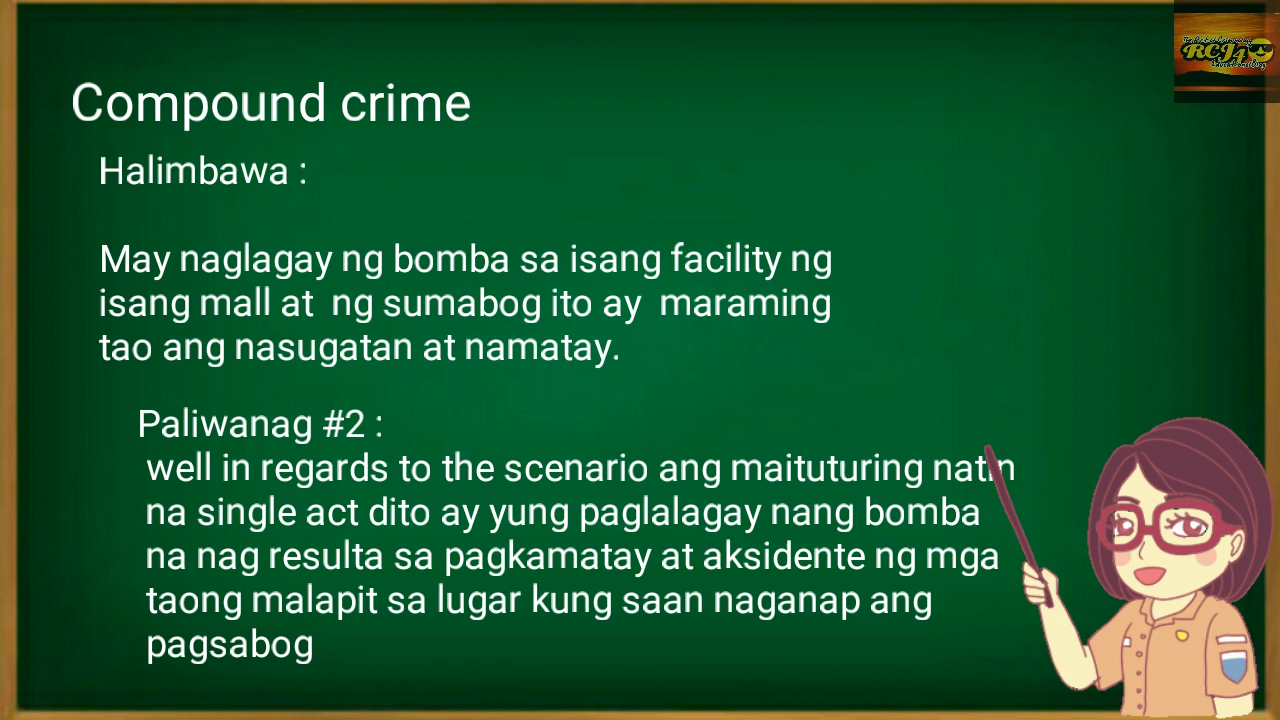 Compound crime
Halimbawa :
May naglagay ng bomba sa isang facility ng
isang mall at ng sumabog ito ay maraming
tao ang nasugatan at namatay.
Paliwanag #2 :
well in regards to the scenario ang maituturing natin
na single act dito ay yung paglalagay nang bomba
na nag resulta sa pagkamatay at aksidente ng mga
taong malapit sa lugar kung saan naganap ang
pagsabog